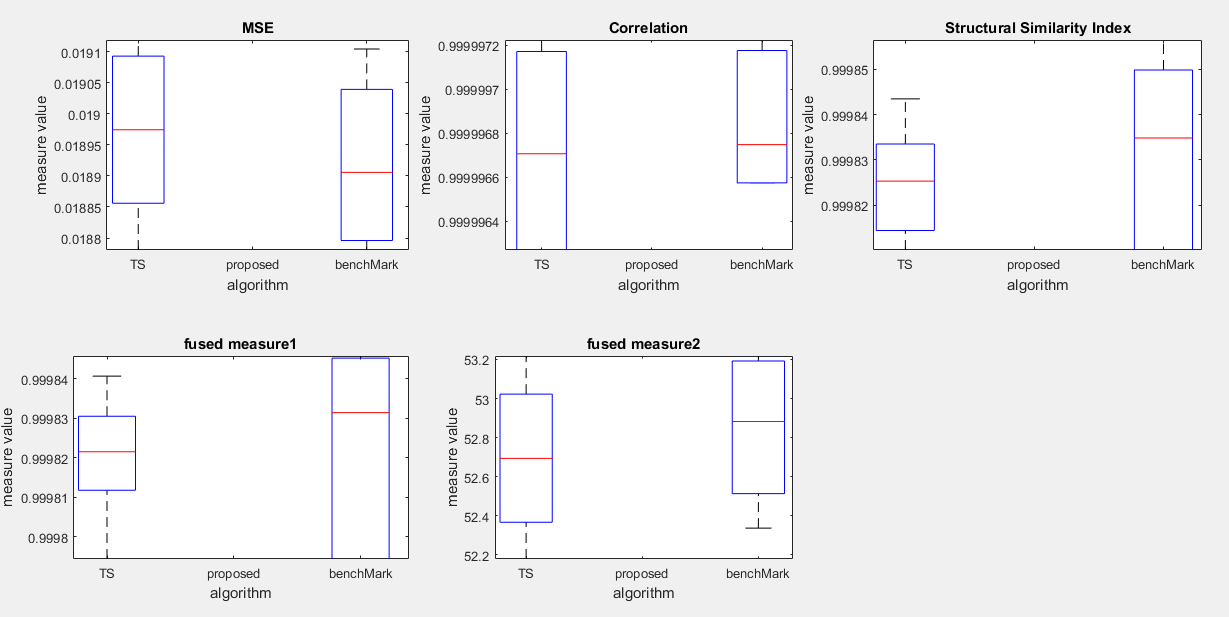 MSE
measure value
0.0191
0.01905
0.019
0.01895
0.0189
0.01885
0.0188
TS proposed benchMark
algorithm
Correlation
measure value
0.9999972
0.999997
0.9999968
0.9999966
0.9999964
TS proposed benchMark
algorithm
Structural Similarity Index
measure value
0.99985
0.99984
0.99983
0.99982
TS proposed benchMark
algorithm
fused measure1
measure value
0.99984
0.99983
0.99982
0.99981
0.9998
TS proposed benchMark
algorithm
fused measure2
measure value
53.2
53
52.8
52.6
52.4
52.2
TS proposed benchMark
algorithm